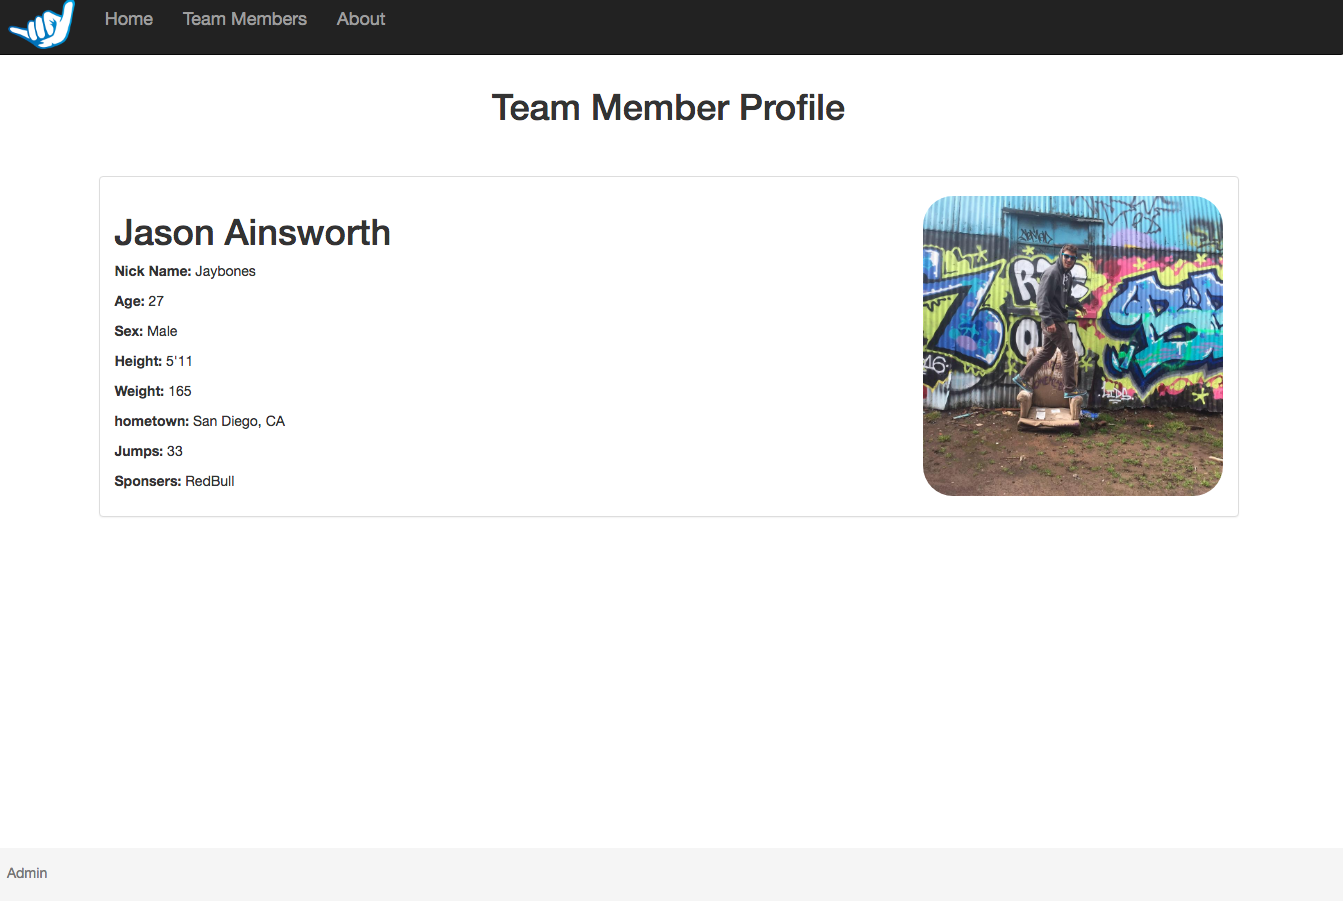 Home Team Members About
Team Member Profile
Jason Ainsworth
Nick Name: Jaybones
Age: 27
Sex: Male
Height: 5'11
Weight: 165
hometown: San Diego, CA
Jumps: 33
Sponsers: RedBull
Admin